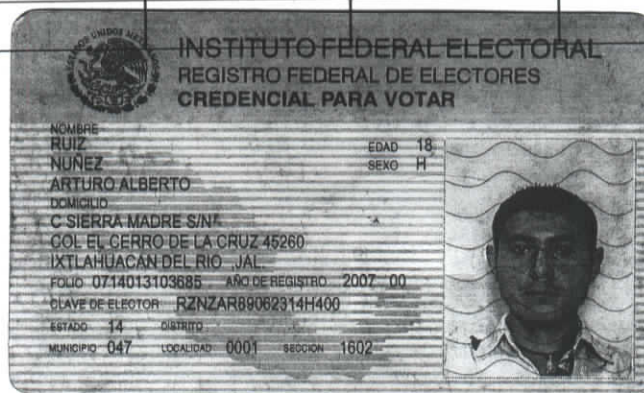 INSTITUTO FEDERAL ELECTORAL
REGISTRO FEDERAL DE ELECTORES
CREDENCIAL PARA VOTAR
NOMBRE
RUIZ
NUÑEZ
ARTURO ALBERTO
EDAD 18
SEXO H
DOMICILIO
C SIERRA MADRE S/N
COL EL CERRO DE LA CRUZ 45260
IXTLAHUACAN DEL RIO ,JAL.
FOLIO 0714013103685 AÑO DE REGISTRO 2007 00
CLAVE DE ELECTOR RZNZAR89062314H400
ESTADO 14 DISTRITO
MUNICIPIO 047 LOCALIDAD 0001 SECCION 1602